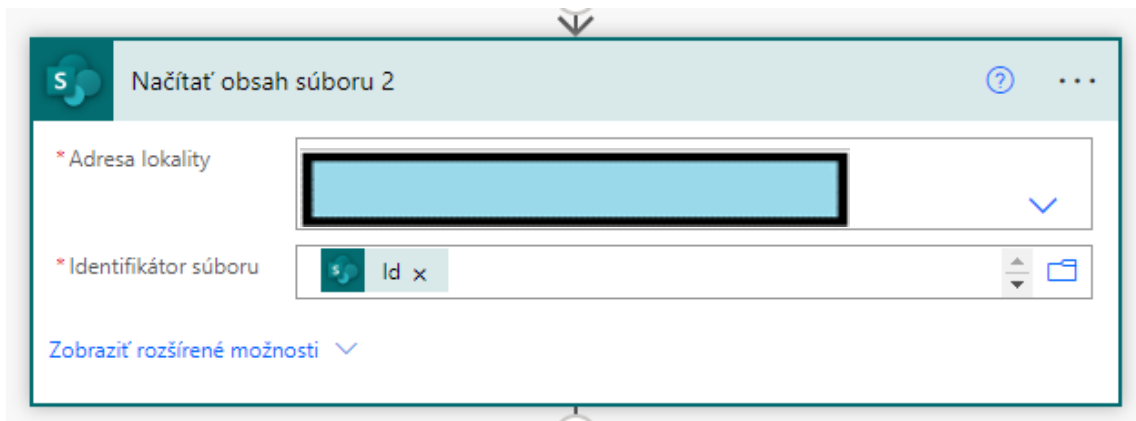 Načítať obsah súboru 2
* Adresa lokality
* Identifikátor súboru
Id
Zobraziť rozšírené možnosti